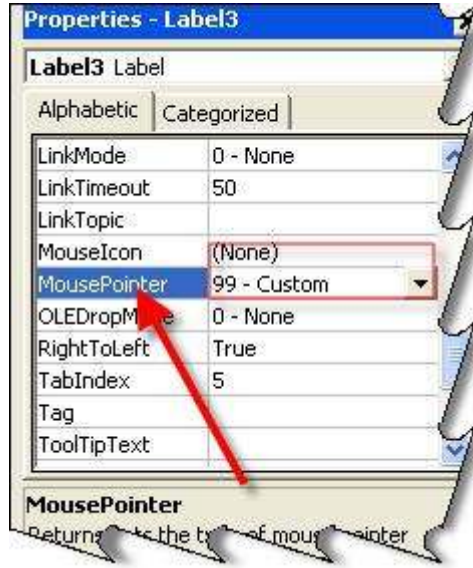 Properties - Label3
Label3 Label
Alphabetic Categorized
LinkMode 0 - None
LinkTimeout 50
LinkTopic
MouseIcon (None)
MousePointer 99 - Custom
0 - None
RightToLeft True
TabIndex 5
Tag
ToolTipText
MousePointer
the of